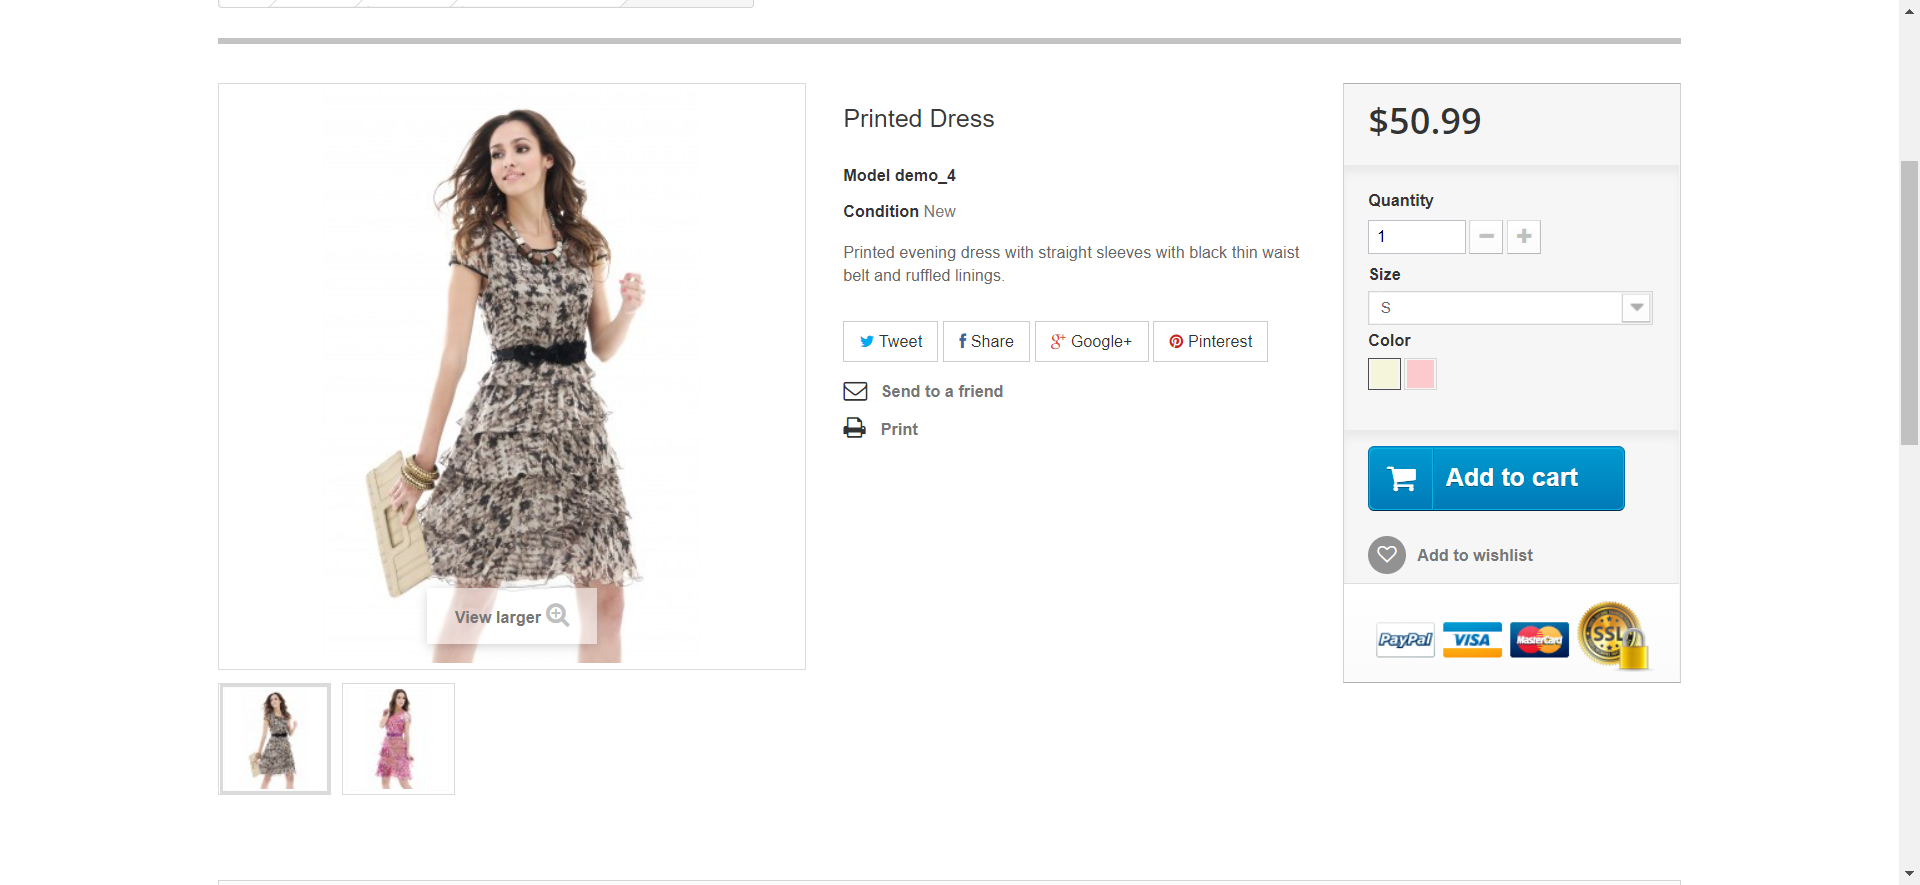 Printed Dress
Model demo_4
Condition New
Printed evening dress with straight sleeves with black thin waist
belt and ruffled linings.
Tweet
Share
Google+
Pinterest
Send to a friend
Print
View larger
$50.99
Quantity
1
Size
S
Color
Add to cart
Add to wishlist
PayPal
VISA
MasterCard
SSL